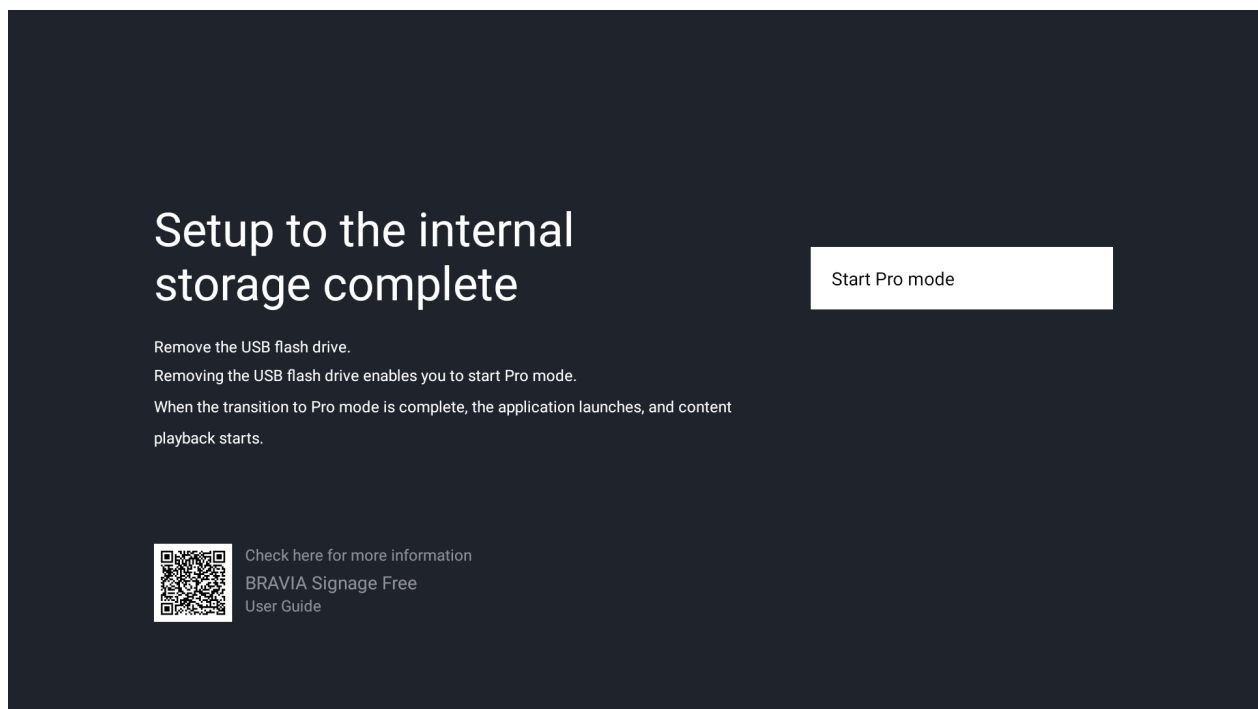 Setup to the internal
storage complete
Remove the USB flash drive.
Removing the USB flash drive enables you to start Pro mode.
When the transition to Pro mode is complete, the application launches, and content
playback starts.
Start Pro mode
Check here for more information
BRAVIA Signage Free
User Guide